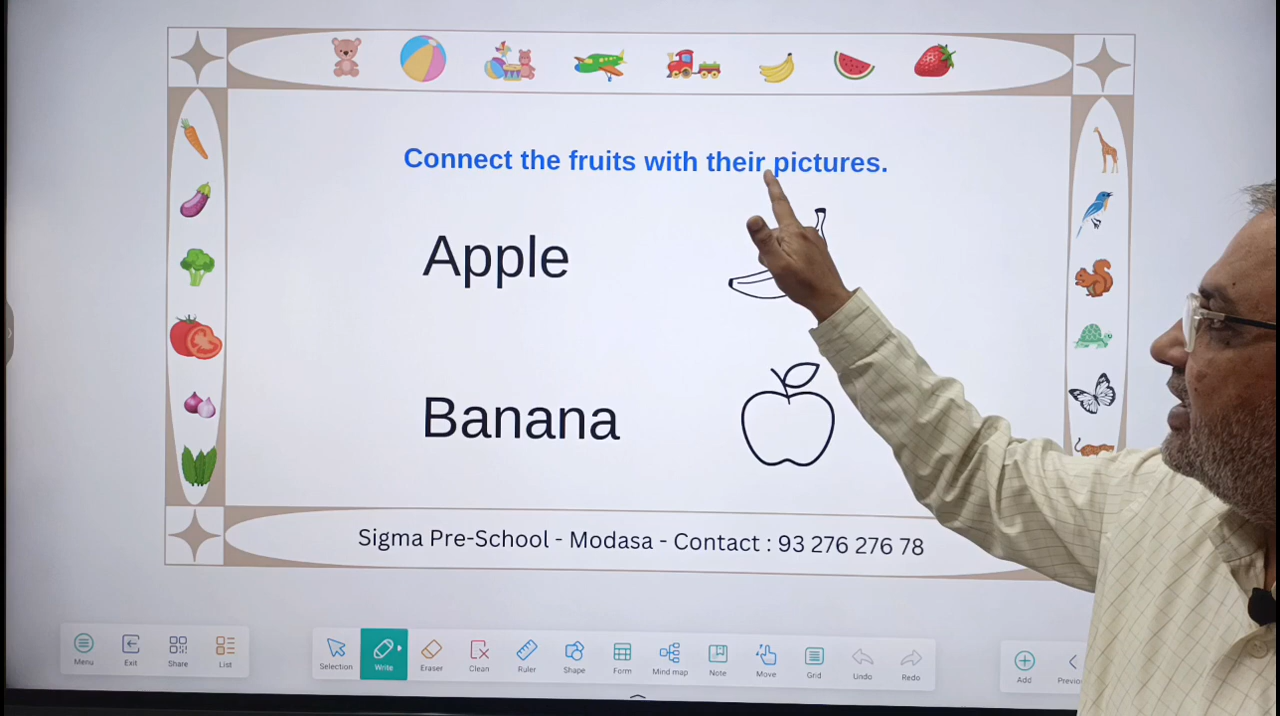 Connect the fruits with their pictures.
Apple
Banana
Sigma Pre-School - Modasa - Contact : 93 276 276 78
Menu Exit Share List Selection Write Eraser Clean Ruler Shape Form Mind map Note Move Grid Undo Redo Add